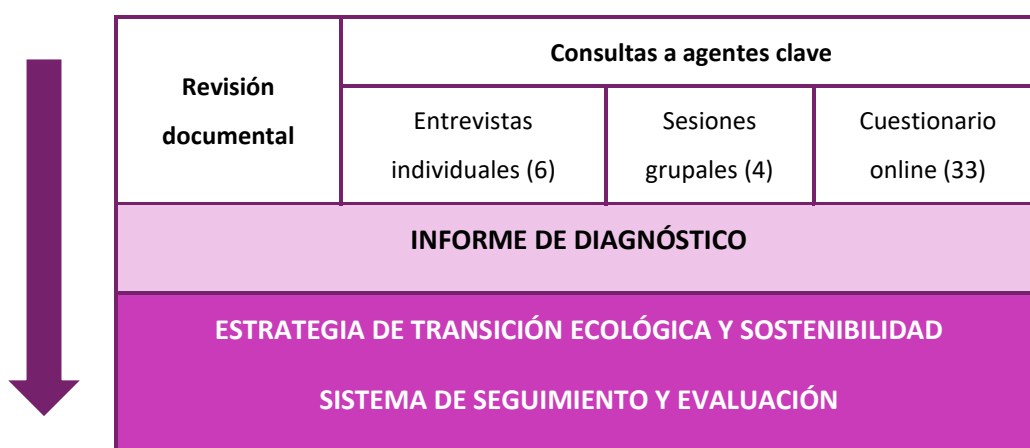 Revisión
documental
Consultas a agentes clave
Entrevistas
individuales (6)
Sesiones
grupales (4)
Cuestionario
online (33)
INFORME DE DIAGNÓSTICO
ESTRATEGIA DE TRANSICIÓN ECOLÓGICA Y SOSTENIBILIDAD
SISTEMA DE SEGUIMIENTO Y EVALUACIÓN